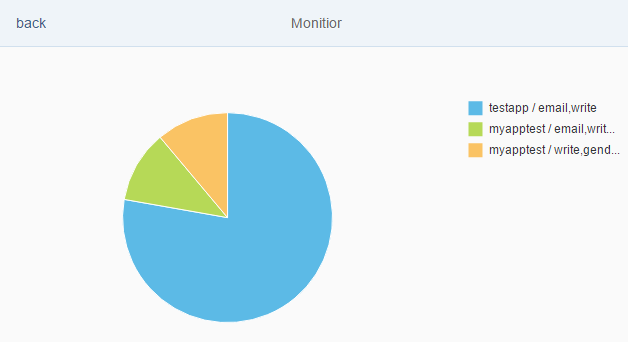 back
Monitior
testapp / email,write
myapptest / email,writ...
myapptest / write,gend...